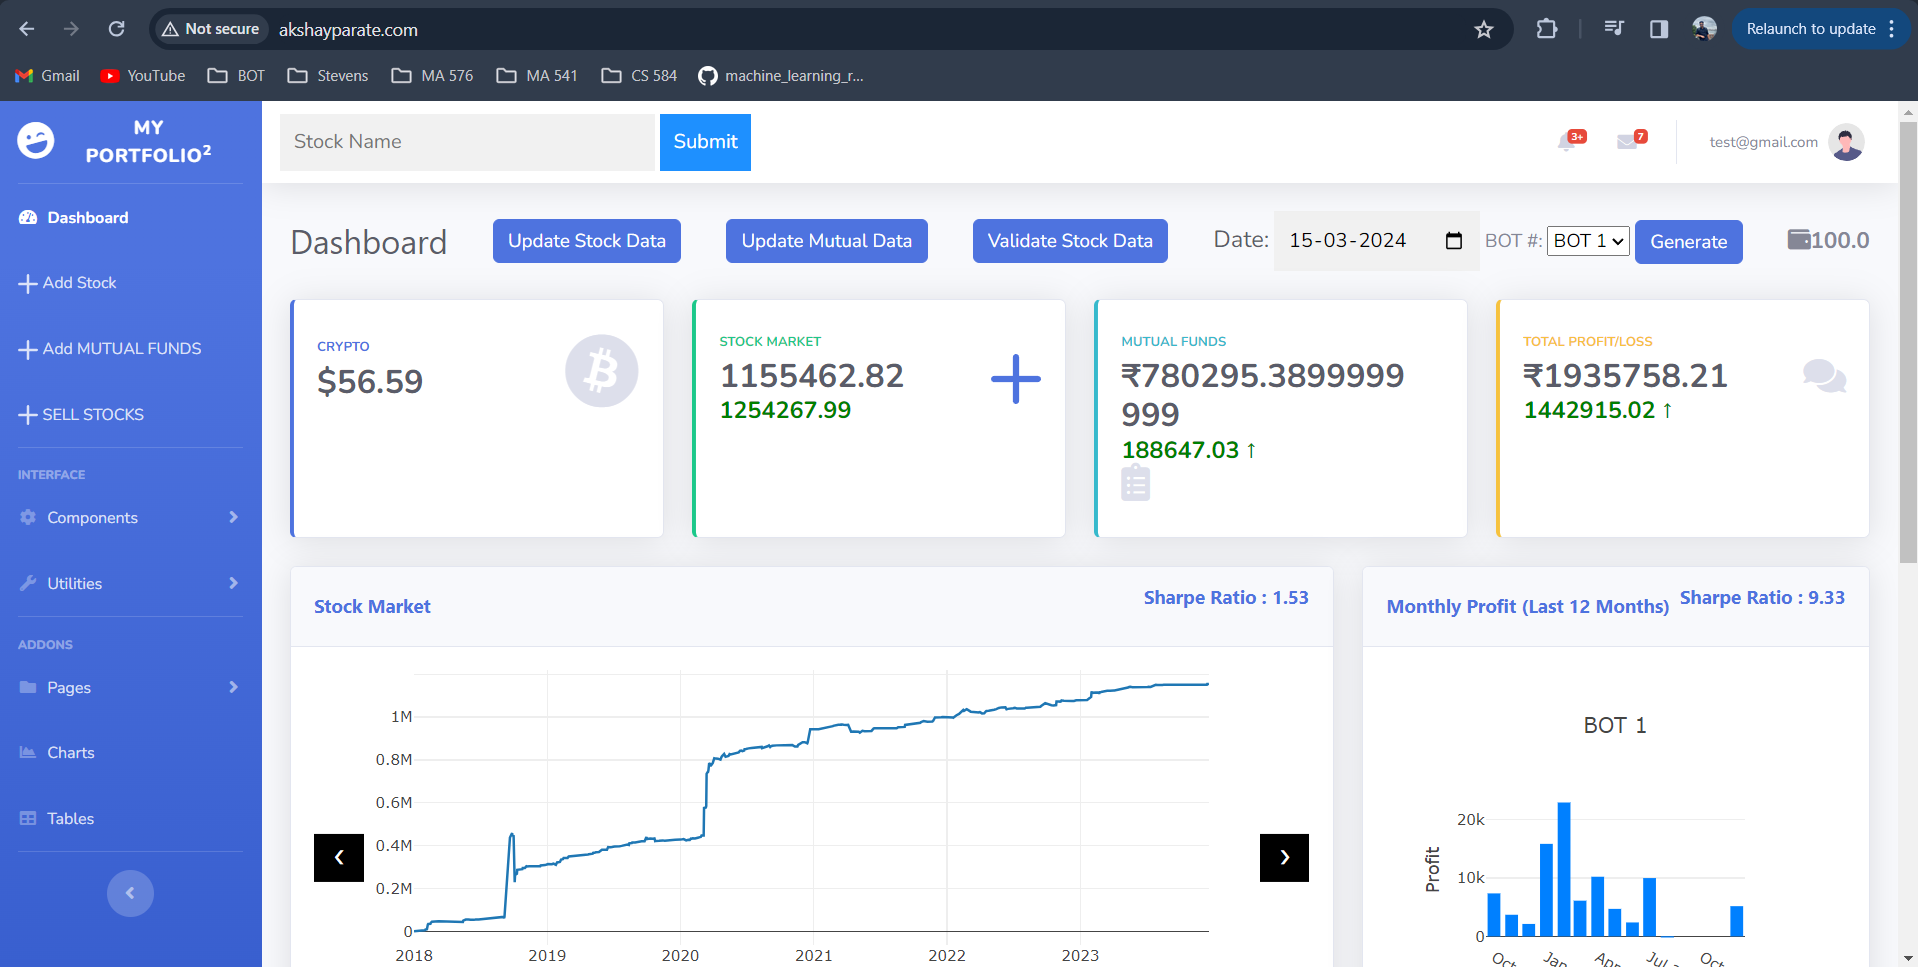 Not secure
akshayparate.com
Relaunch to update
Gmail
YouTube
BOT
Stevens
MA 576
MA 541
CS 584
machine_learning_r...
MY
PORTFOLIO2
Stock Name
Submit
3+
7
test@gmail.com
Dashboard
Add Stock
Add MUTUAL FUNDS
SELL STOCKS
INTERFACE
Components
Utilities
ADDONS
Pages
Charts
Tables
Dashboard
Update Stock Data
Update Mutual Data
Validate Stock Data
Date:
15-03-2024
BOT #:
BOT 1
Generate
100.0
CRYPTO
$56.59
STOCK MARKET
1155462.82
1254267.99
MUTUAL FUNDS
₹780295.3899999
999
188647.03 ↑
TOTAL PROFIT/LOSS
₹1935758.21
1442915.02 ↑
Stock Market
Sharpe Ratio : 1.53
1M
0.8M
0.6M
0.4M
0.2M
0
2018
2019
2020
2021
2022
2023
Monthly Profit (Last 12 Months)
Sharpe Ratio : 9.33
BOT 1
Profit
20k
10k
0
Oct
Jan
Apr
Jul
Oct